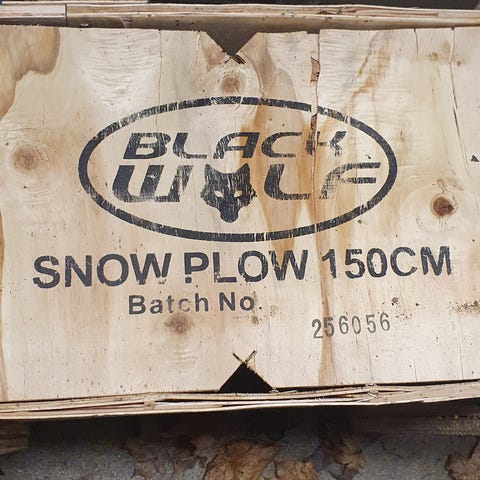 BLACK
WOLF
SNOW PLOW 150CM
Batch No.
256056